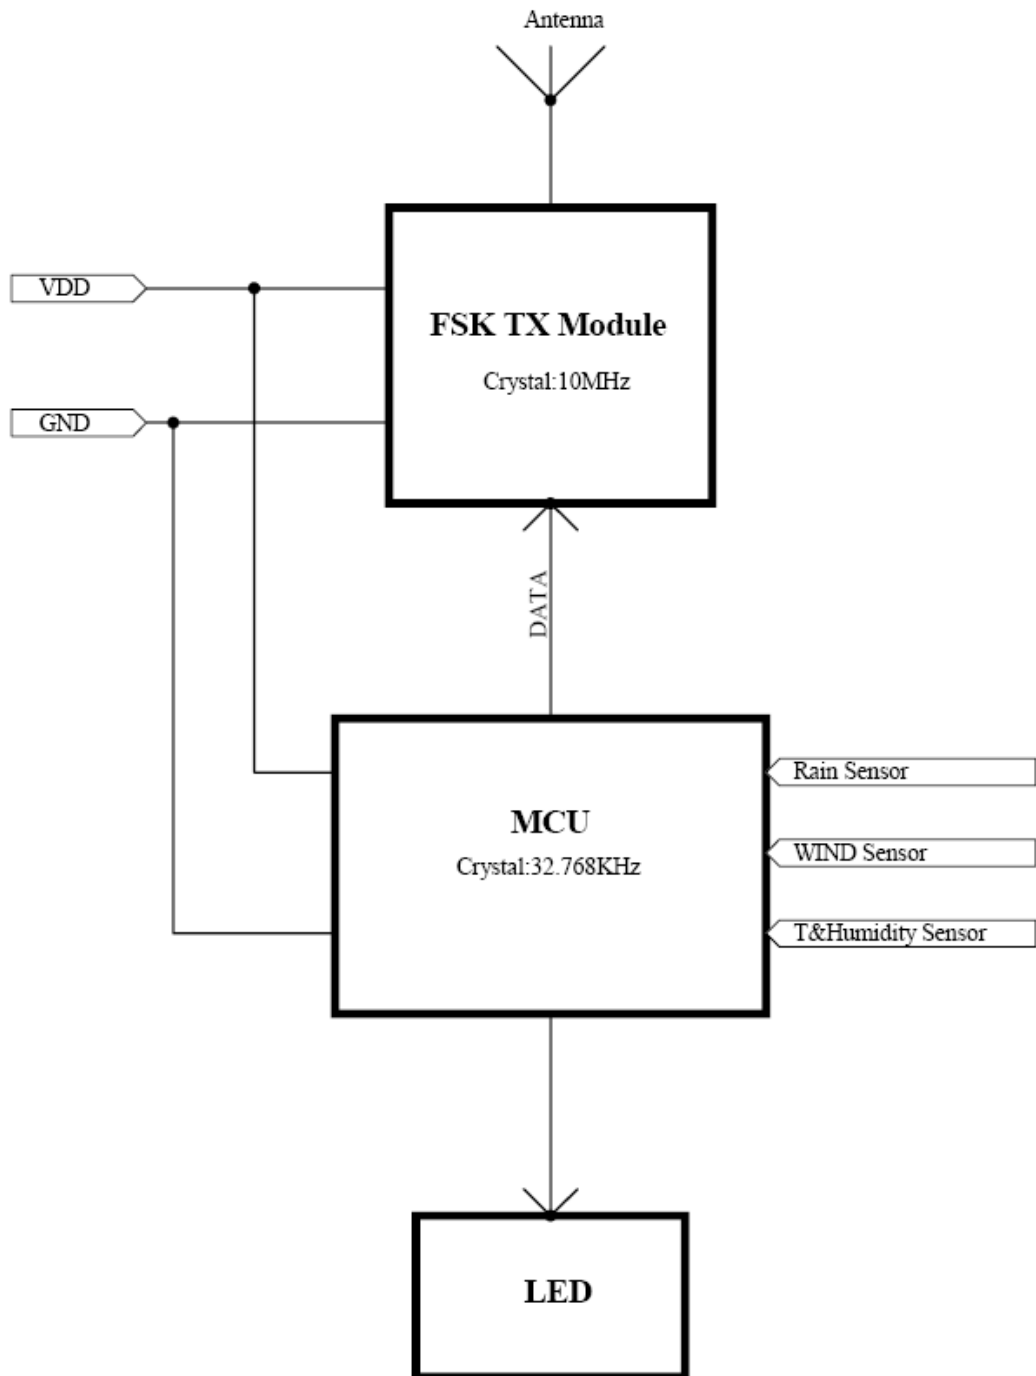 Antenna
VDD
FSK TX Module
Crystal:10MHz
GND
DATA
Rain Sensor
MCU
WIND Sensor
Crystal:32.768KHz
T&Humidity Sensor
LED